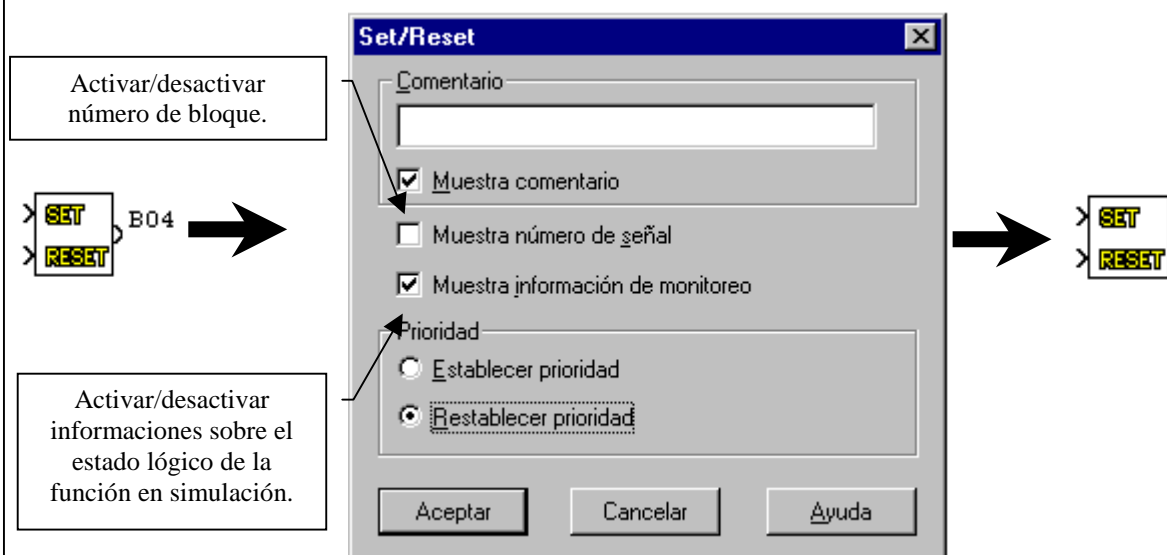 Set/Reset
Activar/desactivar
número de bloque.
Comentario
Muestra comentario
SET
RESET
B04
Muestra número de señal
Muestra información de monitoreo
SET
RESET
Prioridad
Establecer prioridad
Restablecer prioridad
Activar/desactivar
informaciones sobre el
estado lógico de la
función en simulación.
Aceptar
Cancelar
Ayuda